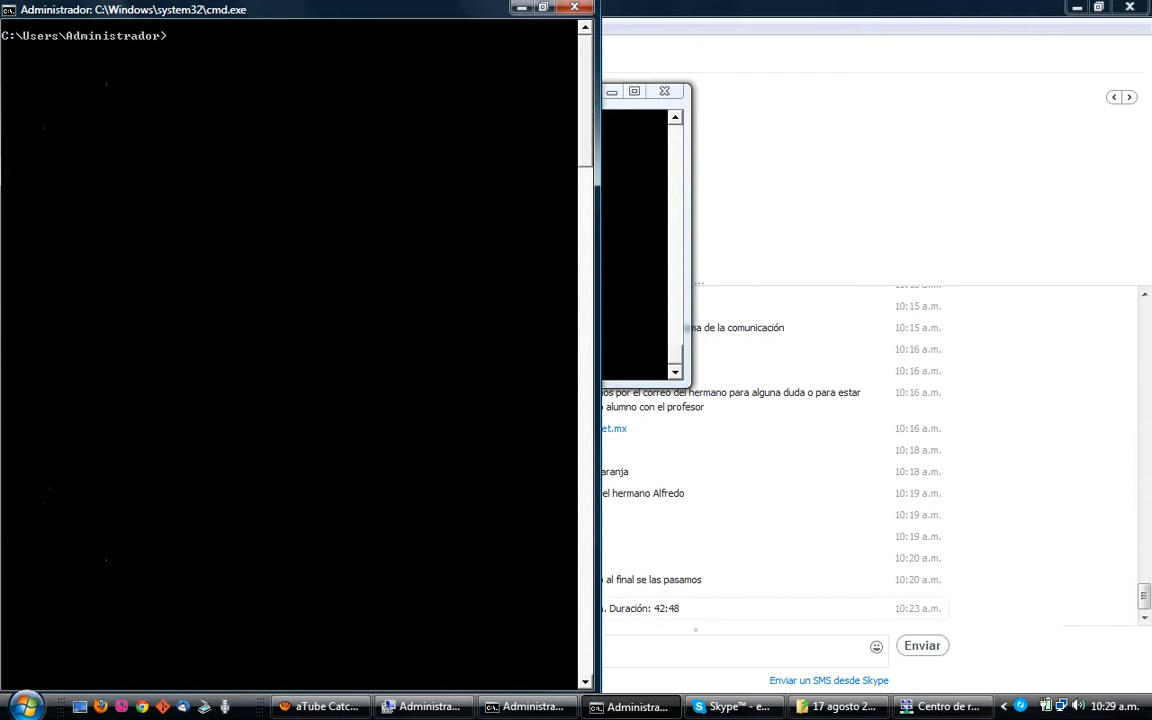 Administrador: C:\Windows\system32\cmd.exe
C:\Users\Administrador>
10:15 a.m.
ma de la comunicación 10:15 a.m.
10:16 a.m.
10:16 a.m.
nos por el correo del hermano para alguna duda o para estar 10:16 a.m.
o alumno con el profesor
et.mx 10:16 a.m.
10:18 a.m.
aranja 10:18 a.m.
el hermano Alfredo 10:19 a.m.
10:19 a.m.
10:20 a.m.
o al final se las pasamos 10:20 a.m.
. Duración: 42:48 10:23 a.m.
Enviar
Enviar un SMS desde Skype
aTube Catc... Administra... Administra... Administra... Skype™ - e... 17 agosto 2... Centro de r... 10:29 a.m.